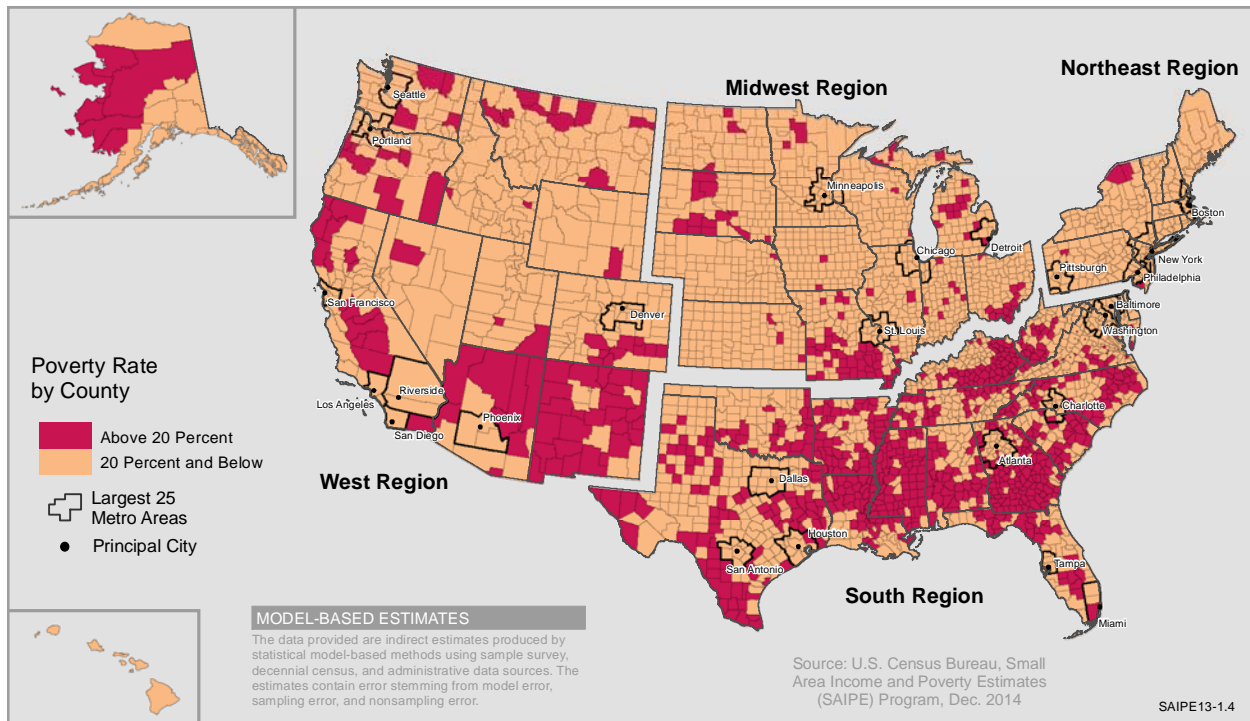 Midwest Region
Northeast Region
Seattle
Portland
Minneapolis
Boston
Detroit
Chicago
New York
Pittsburgh
Philadelphia
San Francisco
Denver
St. Louis
Baltimore
Washington
Poverty Rate
by County
Above 20 Percent
20 Percent and Below
Largest 25
Metro Areas
Principal City
Riverside
Los Angeles
Phoenix
San Diego
Charlotte
Atlanta
West Region
Dallas
Houston
San Antonio
Tampa
South Region
Miami
MODEL-BASED ESTIMATES
The data provided are indirect estimates produced by
statistical model-based methods using sample survey,
decennial census, and administrative data sources. The
estimates contain error stemming from model error,
sampling error, and nonsampling error.
Source: U.S. Census Bureau, Small
Area Income and Poverty Estimates
(SAIPE) Program, Dec. 2014
SAIPE13-1.4